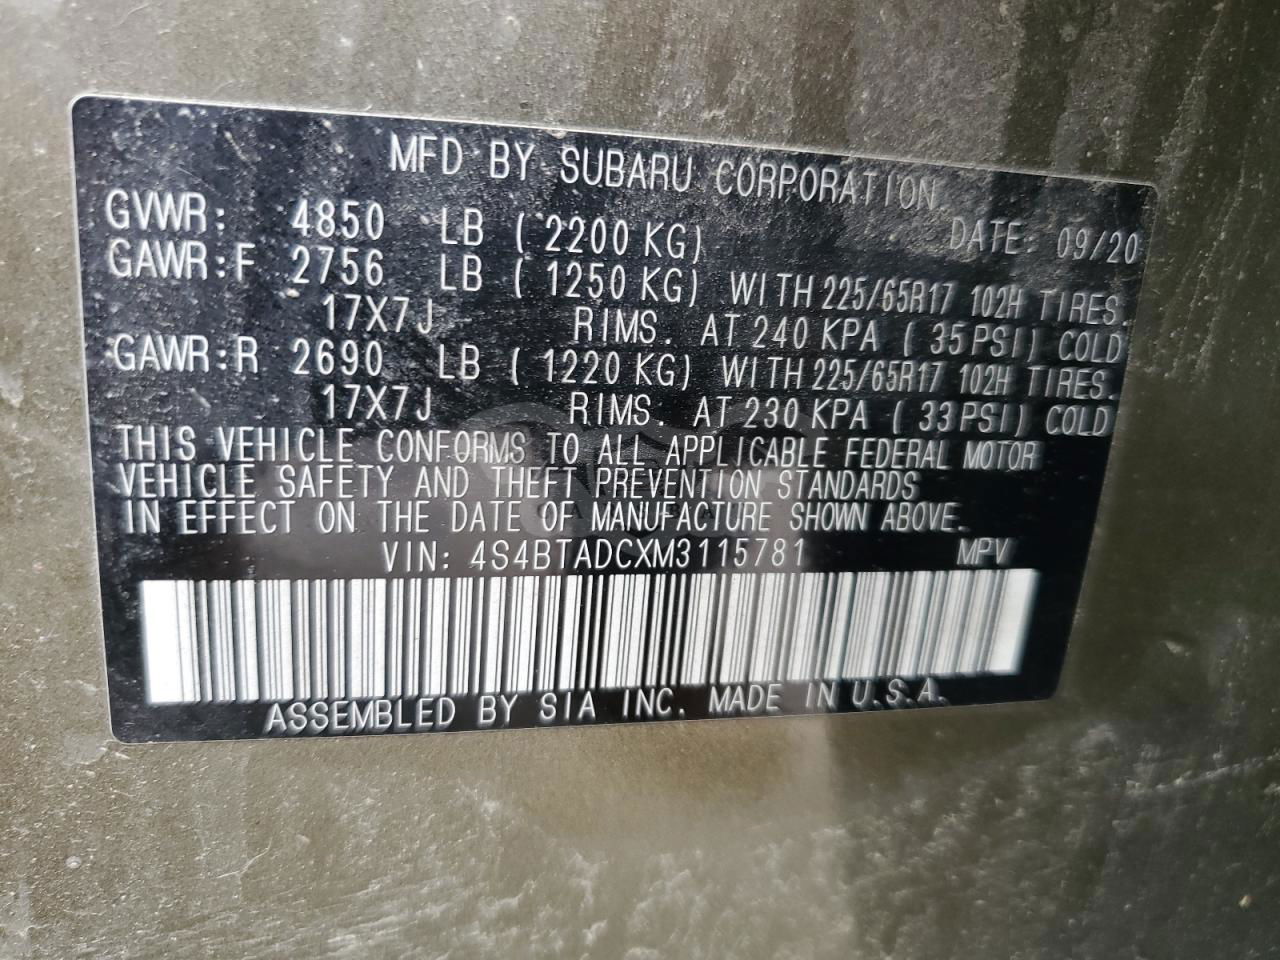 MFD BY SUBARU CORPORATION
DATE: 09/20
GVWR: 4850 LB ( 2200 KG)
GAWR:F 2756 LB ( 1250 KG) WITH 225/65R17 102H TIRES.
17X7J RIMS. AT 240 KPA ( 35 PSI) COLD
GAWR:R 2690 LB ( 1220 KG) WITH 225/65R17 102H TIRES.
17X7J RIMS. AT 230 KPA ( 33 PSI) COLD
THIS VEHICLE CONFORMS TO ALL APPLICABLE FEDERAL MOTOR
VEHICLE SAFETY AND THEFT PREVENTION STANDARDS
IN EFFECT ON THE DATE OF MANUFACTURE SHOWN ABOVE.
VIN: 4S4BTADCXM3115781 MPV
ASSEMBLED BY SIA INC. MADE IN U.S.A.